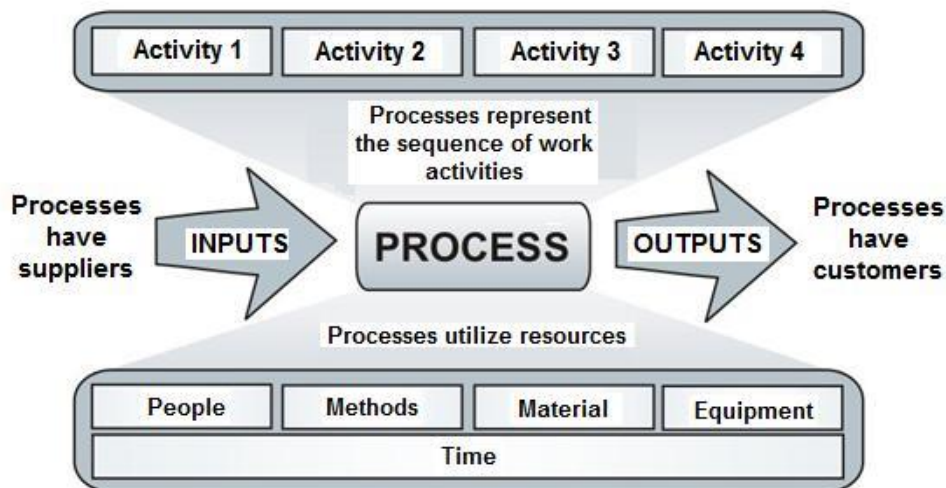 Activity 1
Activity 2
Activity 3
Activity 4
Processes represent
the sequence of work
activities
Processes
have
suppliers
INPUTS
PROCESS
OUTPUTS
Processes
have
customers
Processes utilize resources
People
Methods
Material
Equipment
Time